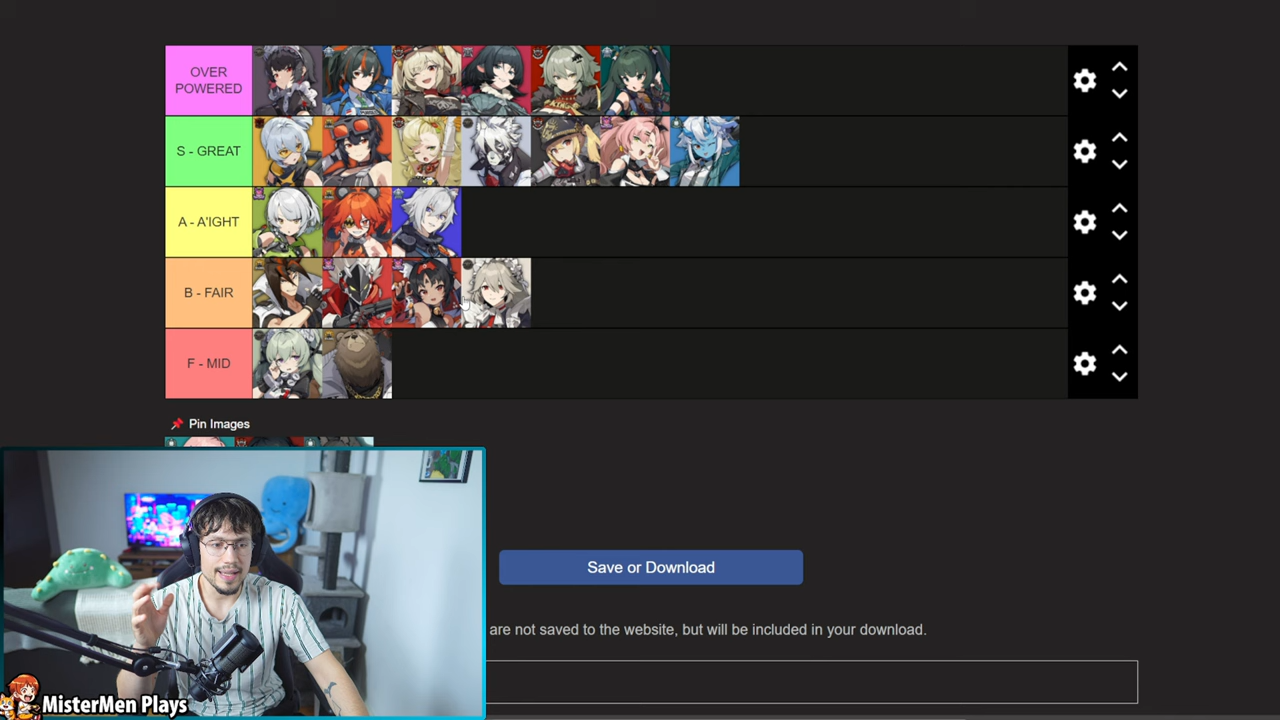 OVER
POWERED
S - GREAT
A - A'IGHT
B - FAIR
F - MID
📌 Pin Images
Save or Download
are not saved to the website, but will be included in your download.
MisterMen Plays